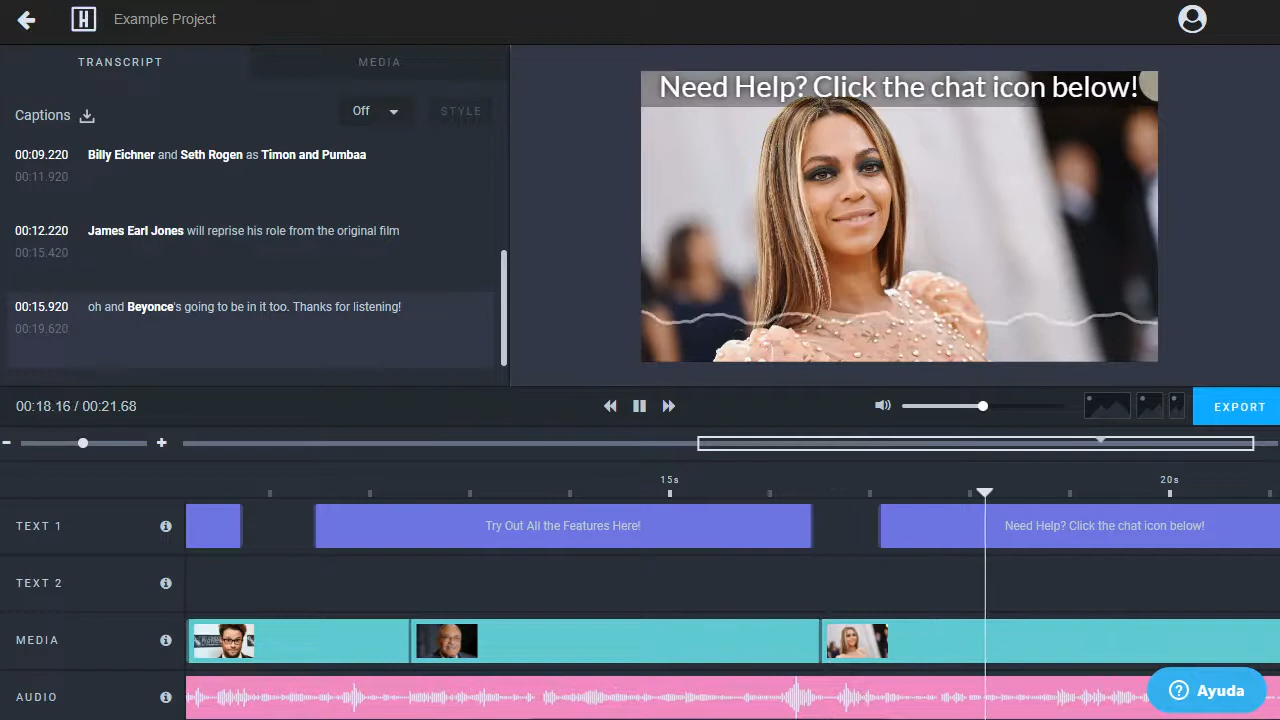 H Example Project
TRANSCRIPT MEDIA
Captions Off STYLE
00:09.220 Billy Eichner and Seth Rogen as Timon and Pumbaa
00:11.920
00:12.220 James Earl Jones will reprise his role from the original film
00:15.420
00:15.920 oh and Beyonce's going to be in it too. Thanks for listening!
00:19.620
Need Help? Click the chat icon below!
00:18.16 / 00:21.68 EXPORT
15s 20s
TEXT 1 Try Out All the Features Here! Need Help? Click the chat icon below!
TEXT 2
MEDIA
AUDIO
Ayuda